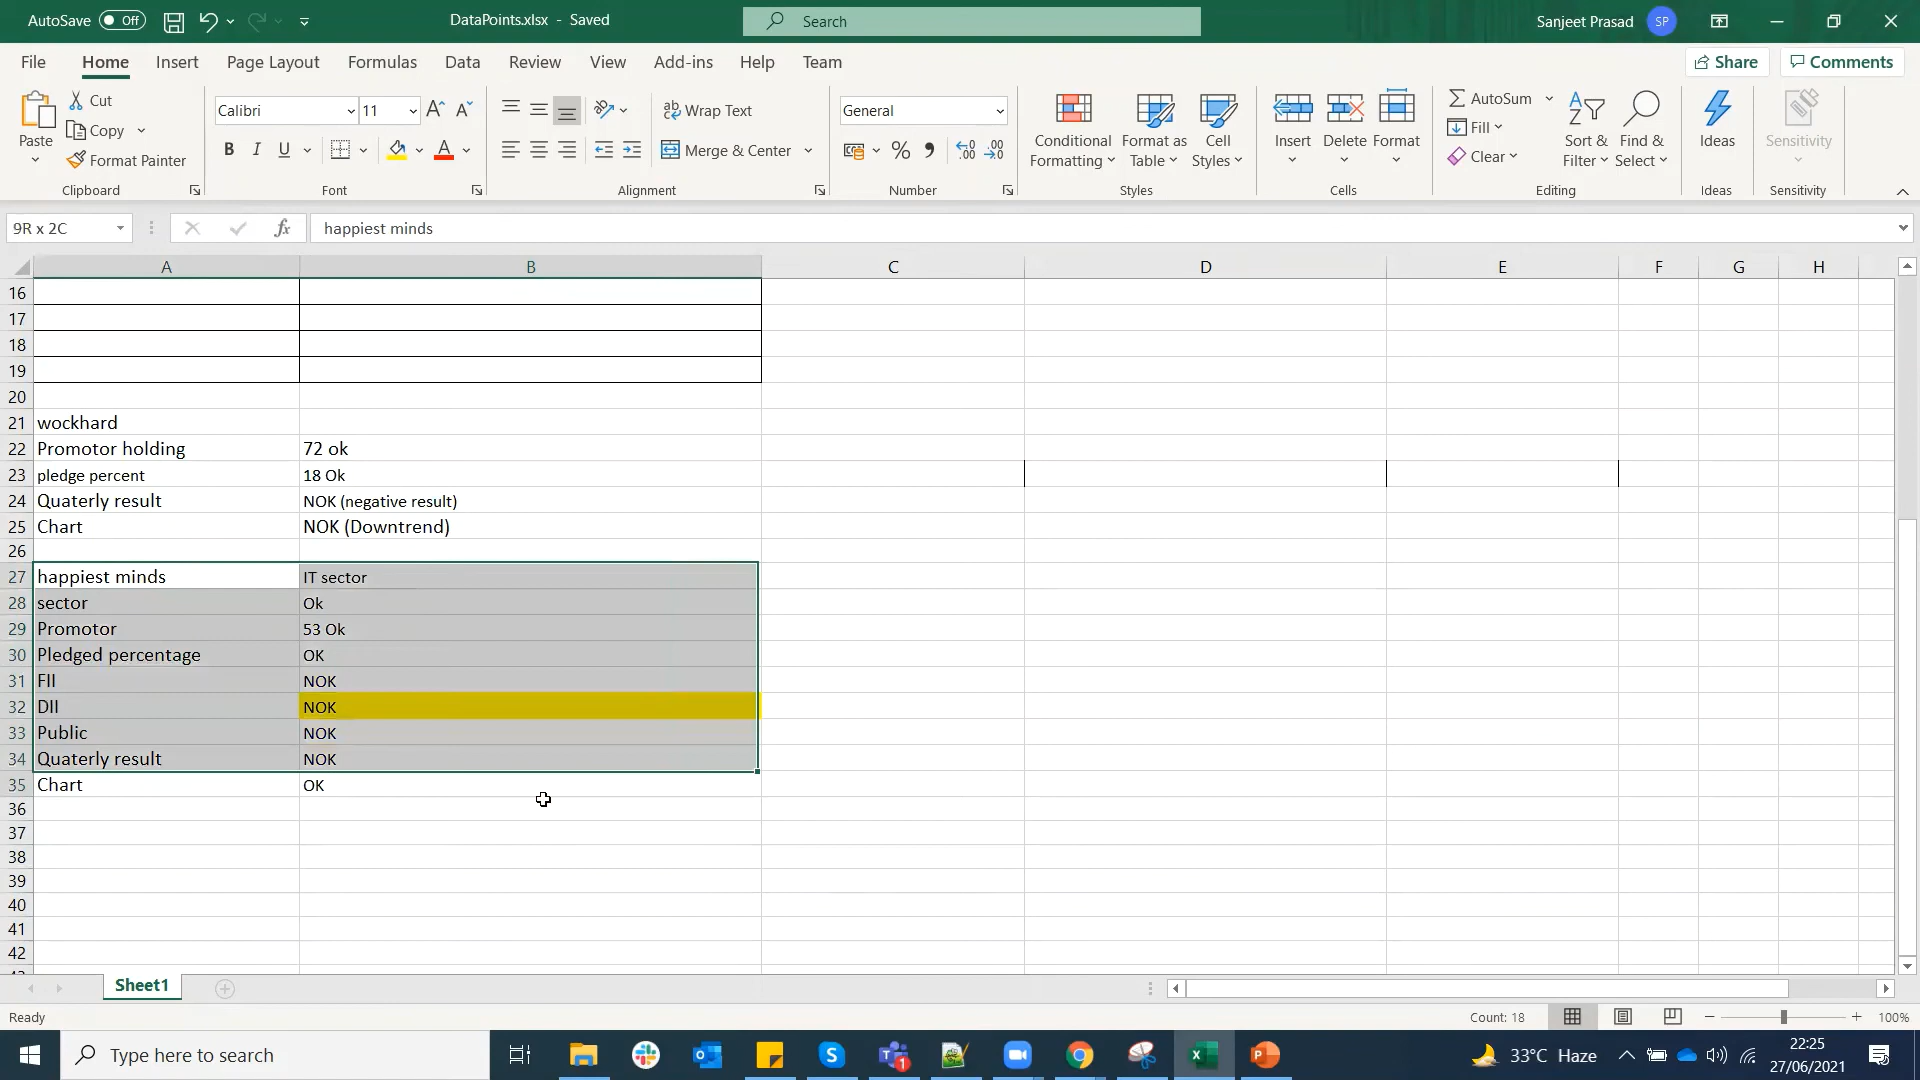 AutoSave Off DataPoints.xlsx - Saved Search Sanjeet Prasad SP
File Home Insert Page Layout Formulas Data Review View Add-ins Help Team Share Comments
Paste Cut Copy Format Painter Clipboard
Calibri 11 A A B I U A Font
ab Wrap Text Merge & Center Alignment
General % Number
Conditional Formatting Format as Table Cell Styles Styles
Insert Delete Format Cells
AutoSum Fill Clear Sort & Filter Find & Select Editing
Ideas Ideas
Sensitivity Sensitivity
9R x 2C fx happiest minds
A B C D E F G H
16
17
18
19
20
21 wockhard
22 Promotor holding 72 ok
23 pledge percent 18 Ok
24 Quaterly result NOK (negative result)
25 Chart NOK (Downtrend)
26
27 happiest minds IT sector
28 sector Ok
29 Promotor 53 Ok
30 Pledged percentage OK
31 FII NOK
32 DII NOK
33 Public NOK
34 Quaterly result NOK
35 Chart OK
36
37
38
39
40
41
42
Sheet1
Ready Count: 18 100%
Type here to search 33°C Haze 22:25
27/06/2021